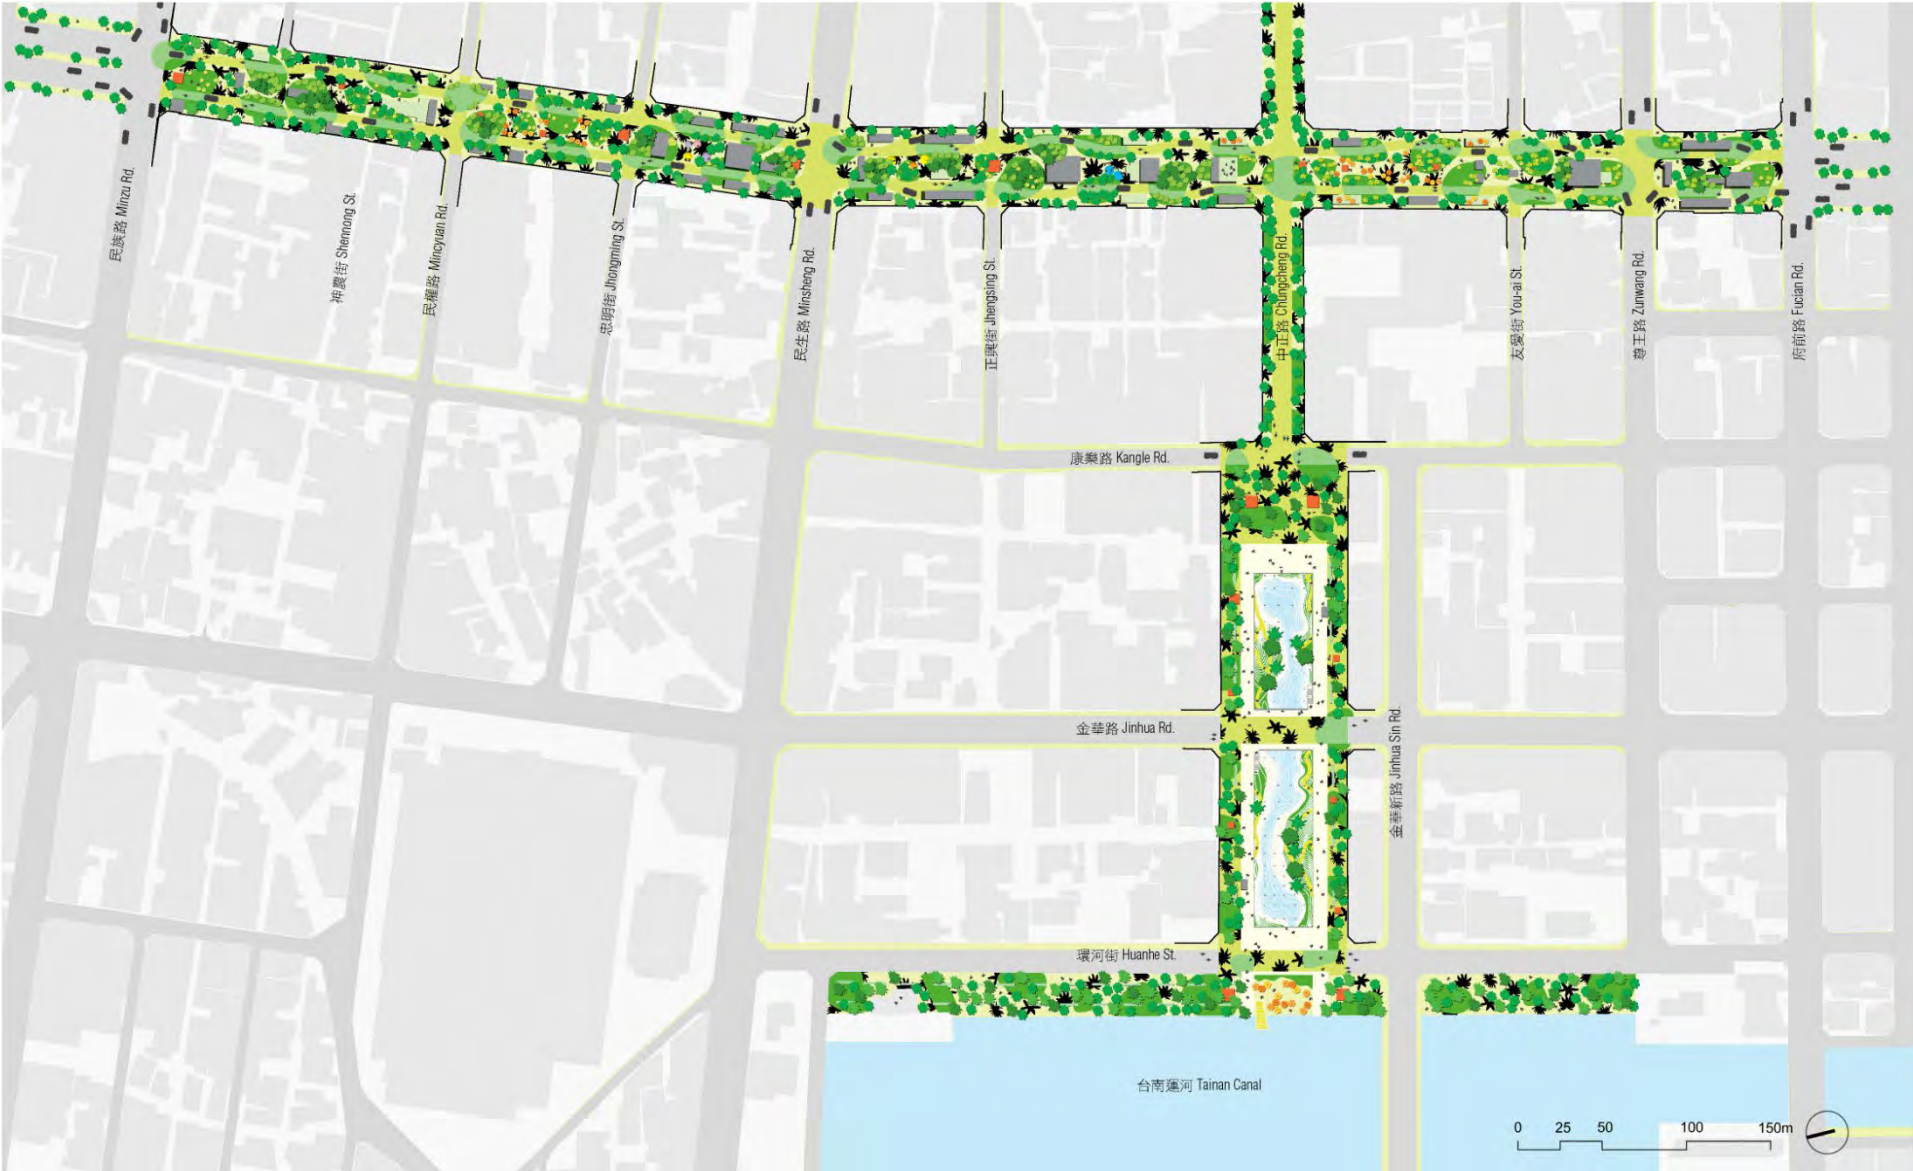 民族路 Minzu Rd.
神農街 Shennong St.
民權路 Mincyuan Rd.
忠明街 Jhongming St.
民生路 Minsheng Rd.
正興街 Jhengsing St.
中正路 Chungcheng Rd.
友愛街 You-ai St.
尊王路 Zunwang Rd.
府前路 Fucian Rd.
康樂路 Kangle Rd.
金華路 Jinhua Rd.
金華新路 Jinhua Sin Rd.
環河街 Huanhe St.
台南運河 Tainan Canal
0 25 50 100 150m